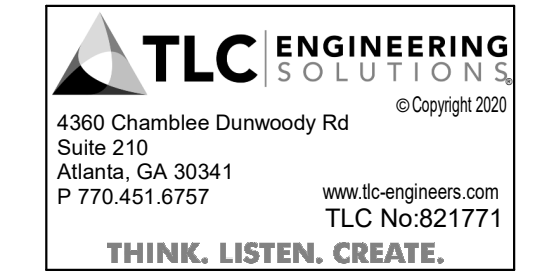 TLC ENGINEERING
SOLUTIONS®
© Copyright 2020
4360 Chamblee Dunwoody Rd
Suite 210
Atlanta, GA 30341
P 770.451.6757
www.tlc-engineers.com
TLC No:821771
THINK. LISTEN. CREATE.